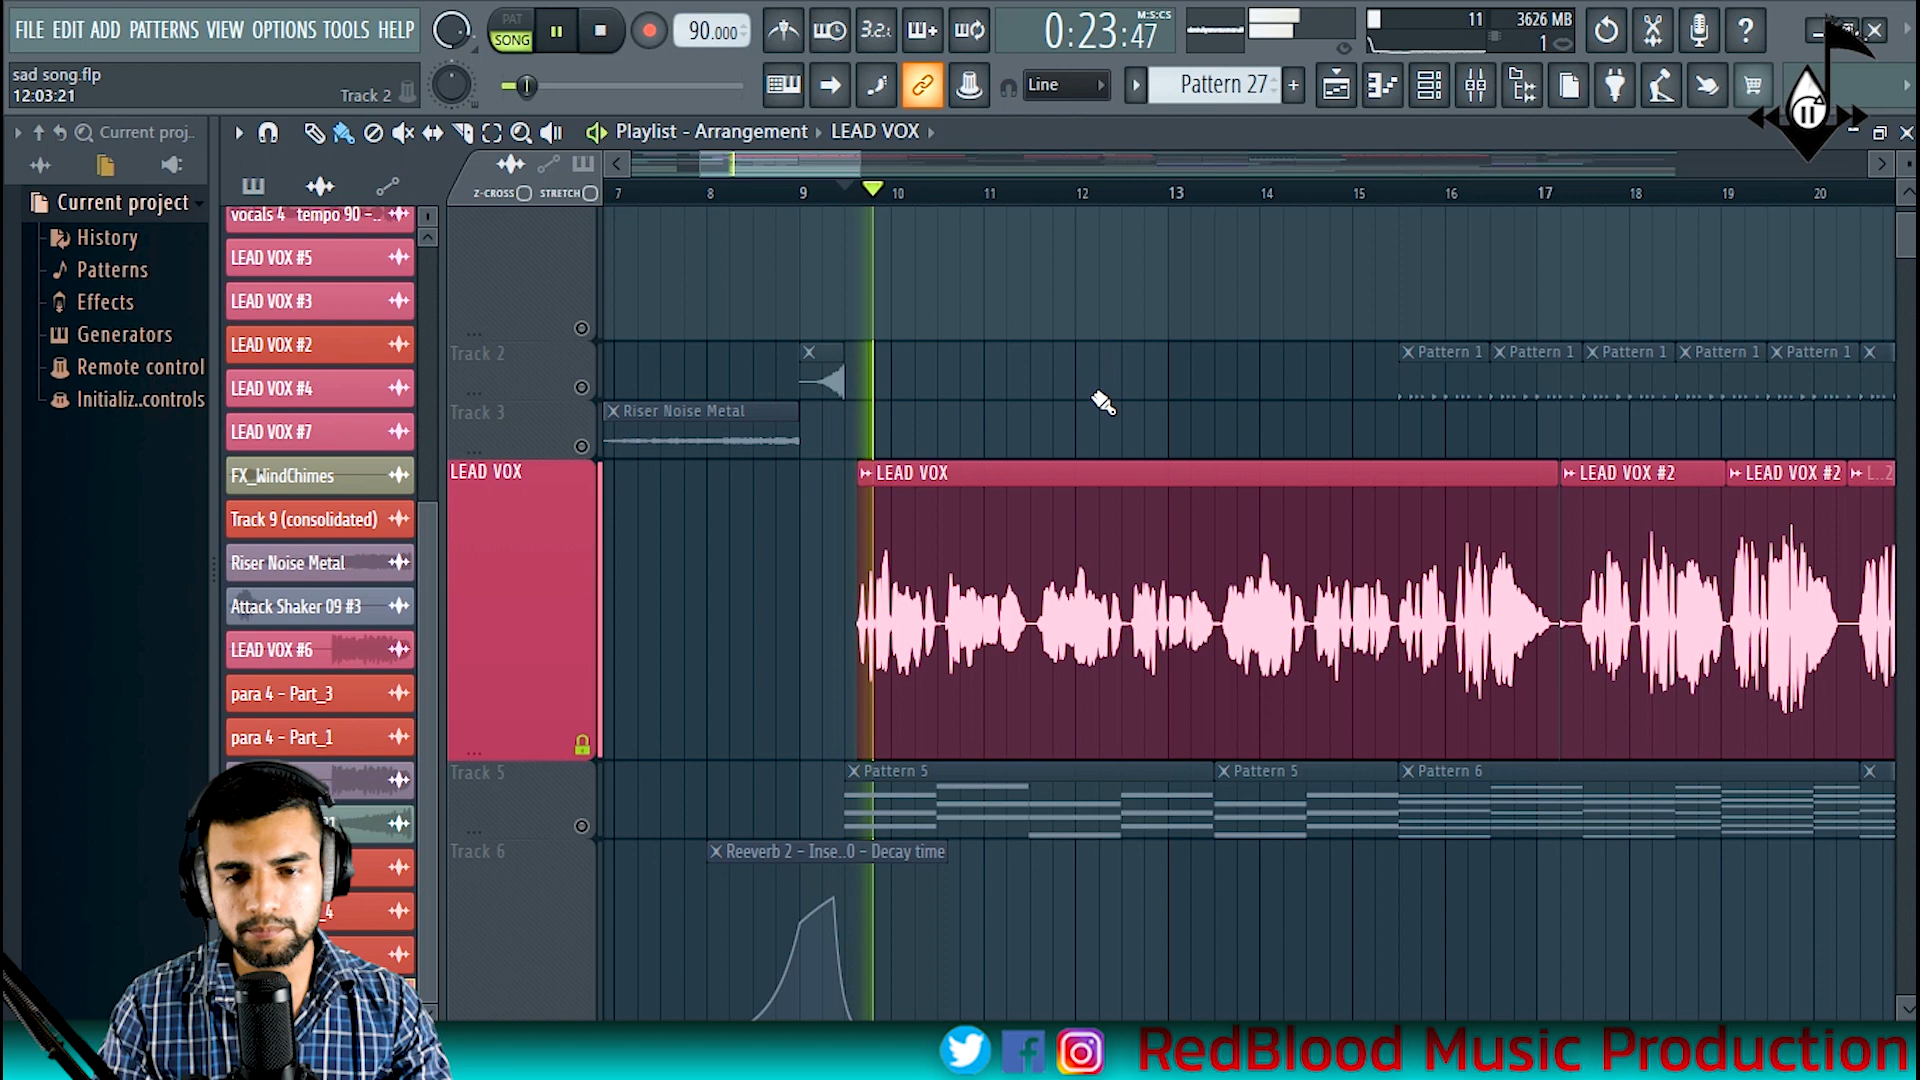 FILE EDIT ADD PATTERNS VIEW OPTIONS TOOLS HELP
PAT
SONG
90.000
3.2.
0:23:47
M:S:CS
11
3626 MB
1
sad song.flp
12:03:21
Track 2
Line
Pattern 27
Current proj..
Playlist - Arrangement
LEAD VOX
Current project
History
Patterns
Effects
Generators
Remote control
Initializ..controls
vocals 4 tempo 90 -..
LEAD VOX #5
LEAD VOX #3
LEAD VOX #2
LEAD VOX #4
LEAD VOX #7
FX_WindChimes
Track 9 (consolidated)
Riser Noise Metal
Attack Shaker 09 #3
LEAD VOX #6
para 4 - Part_3
para 4 - Part_1
_4
Z-CROSS
STRETCH
7 8 9 10 11 12 13 14 15 16 17 18 19 20
Track 2
Pattern 1
Pattern 1
Pattern 1
Pattern 1
Pattern 1
Track 3
Riser Noise Metal
LEAD VOX
LEAD VOX
LEAD VOX #2
LEAD VOX #2
L..2
Track 5
Pattern 5
Pattern 5
Pattern 6
Track 6
Reeverb 2 - Inse..0 - Decay time
RedBlood Music Production